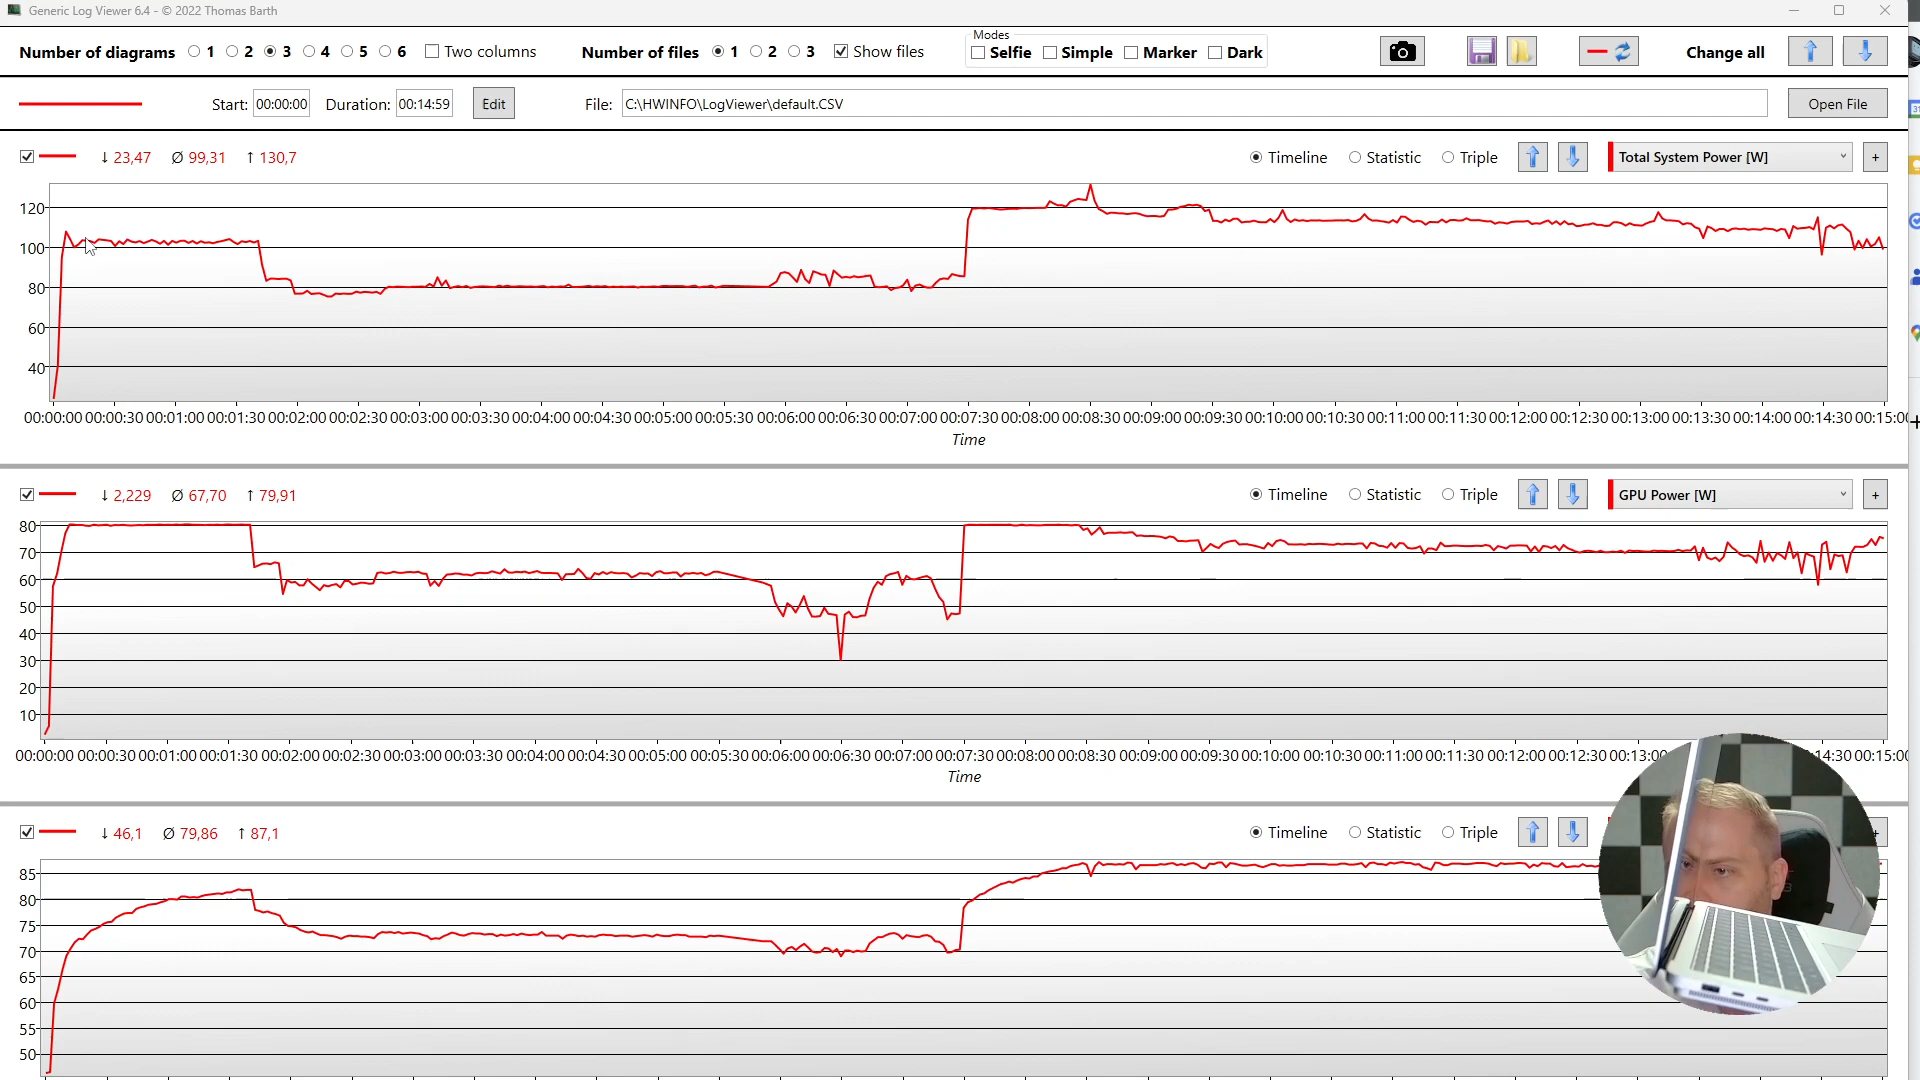 Generic Log Viewer 6.4 - © 2022 Thomas Barth
Number of diagrams 1 2 3 4 5 6 Two columns Number of files 1 2 3 Show files Modes Selfie Simple Marker Dark Change all
Start: 00:00:00 Duration: 00:14:59 Edit File: C:\HWINFO\LogViewer\default.CSV Open File
↓ 23,47 Ø 99,31 ↑ 130,7 Timeline Statistic Triple Total System Power [W] +
120
100
80
60
40
00:00:00 00:00:30 00:01:00 00:01:30 00:02:00 00:02:30 00:03:00 00:03:30 00:04:00 00:04:30 00:05:00 00:05:30 00:06:00 00:06:30 00:07:00 00:07:30 00:08:00 00:08:30 00:09:00 00:09:30 00:10:00 00:10:30 00:11:00 00:11:30 00:12:00 00:12:30 00:13:00 00:13:30 00:14:00 00:14:30 00:15:00
Time
↓ 2,229 Ø 67,70 ↑ 79,91 Timeline Statistic Triple GPU Power [W] +
80
70
60
50
40
30
20
10
00:00:00 00:00:30 00:01:00 00:01:30 00:02:00 00:02:30 00:03:00 00:03:30 00:04:00 00:04:30 00:05:00 00:05:30 00:06:00 00:06:30 00:07:00 00:07:30 00:08:00 00:08:30 00:09:00 00:09:30 00:10:00 00:10:30 00:11:00 00:11:30 00:12:00 00:12:30 00:13:00 14:30 00:15:00
Time
↓ 46,1 Ø 79,86 ↑ 87,1 Timeline Statistic Triple
85
80
75
70
65
60
55
50